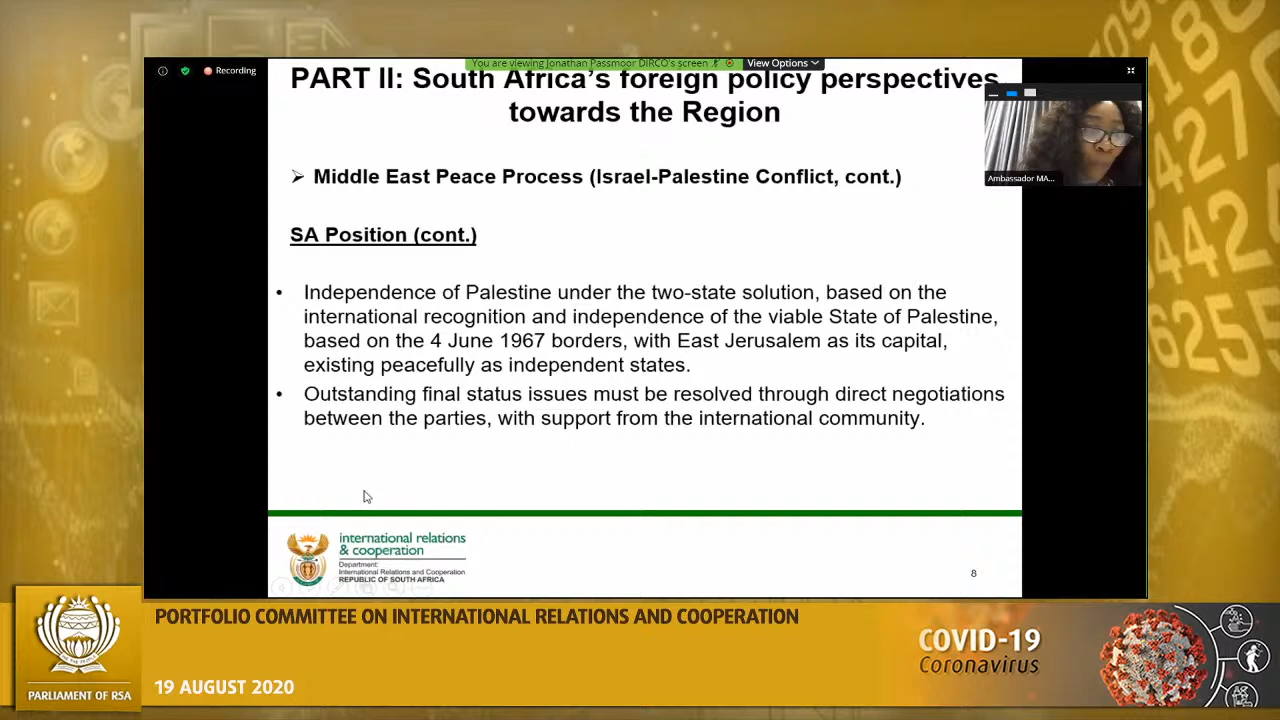 Recording
You are viewing Jonathan Passmoor DIRCO's screen
View Options
PART II: South Africa's foreign policy perspectives
towards the Region
Ambassador MA...
➢ Middle East Peace Process (Israel-Palestine Conflict, cont.)
SA Position (cont.)
• Independence of Palestine under the two-state solution, based on the
international recognition and independence of the viable State of Palestine,
based on the 4 June 1967 borders, with East Jerusalem as its capital,
existing peacefully as independent states.
• Outstanding final status issues must be resolved through direct negotiations
between the parties, with support from the international community.
international relations
& cooperation
Department:
International Relations and Cooperation
REPUBLIC OF SOUTH AFRICA
8
PORTFOLIO COMMITTEE ON INTERNATIONAL RELATIONS AND COOPERATION
19 AUGUST 2020
PARLIAMENT OF RSA
COVID-19
Coronavirus